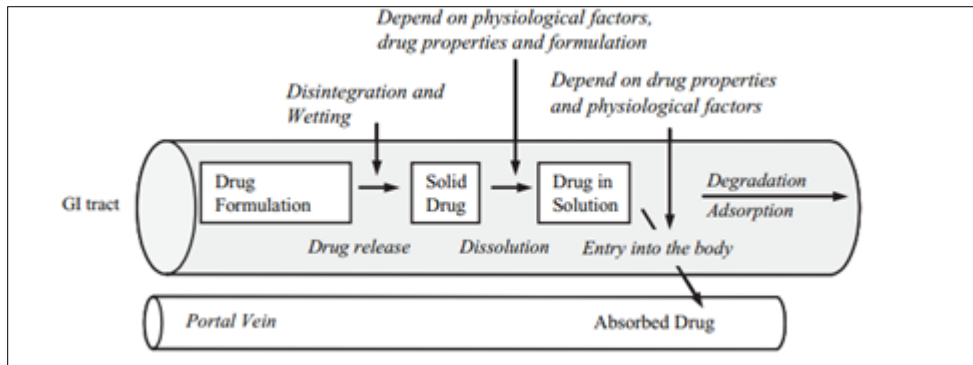 Depend on physiological factors,
drug properties and formulation
Depend on drug properties
and physiological factors
Disintegration and
Wetting
GI tract
Drug
Formulation
Solid
Drug
Drug in
Solution
Degradation
Adsorption
Drug release
Dissolution
Entry into the body
Portal Vein
Absorbed Drug